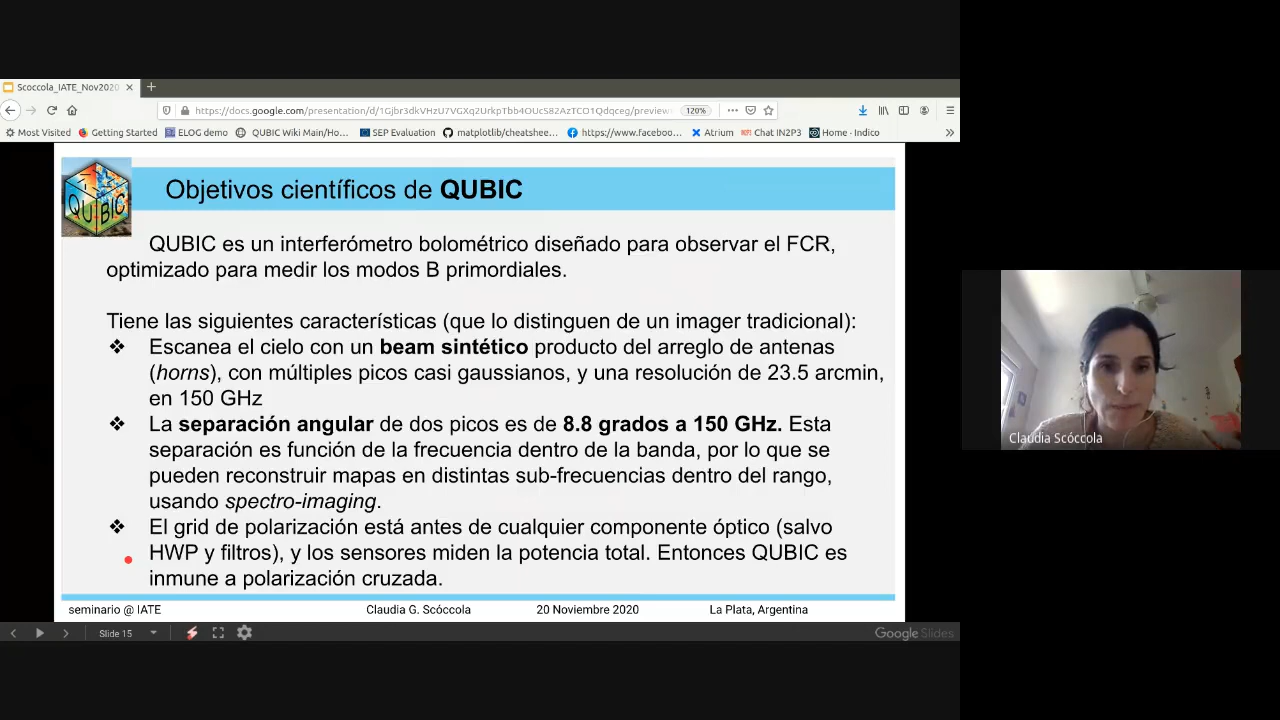 Scoccola_IATE_Nov2020
https://docs.google.com/presentation/d/1Gjbr3dkVHzU7VGXq2UrkpTbb4OUcS82AzTCO1Qdqceg/preview
120%
Most Visited Getting Started ELOG demo QUBIC Wiki Main/Ho... SEP Evaluation matplotlib/cheatshee... https://www.faceboo... Atrium Chat IN2P3 Home · Indico
QUBIC
Objetivos científicos de QUBIC
QUBIC es un interferómetro bolométrico diseñado para observar el FCR,
optimizado para medir los modos B primordiales.
Tiene las siguientes características (que lo distinguen de un imager tradicional):
❖ Escanea el cielo con un beam sintético producto del arreglo de antenas
(horns), con múltiples picos casi gaussianos, y una resolución de 23.5 arcmin,
en 150 GHz
❖ La separación angular de dos picos es de 8.8 grados a 150 GHz. Esta
separación es función de la frecuencia dentro de la banda, por lo que se
pueden reconstruir mapas en distintas sub-frecuencias dentro del rango,
usando spectro-imaging.
❖ El grid de polarización está antes de cualquier componente óptico (salvo
HWP y filtros), y los sensores miden la potencia total. Entonces QUBIC es
inmune a polarización cruzada.
seminario @ IATE Claudia G. Scóccola 20 Noviembre 2020 La Plata, Argentina
Slide 15
Google Slides
Claudia Scóccola